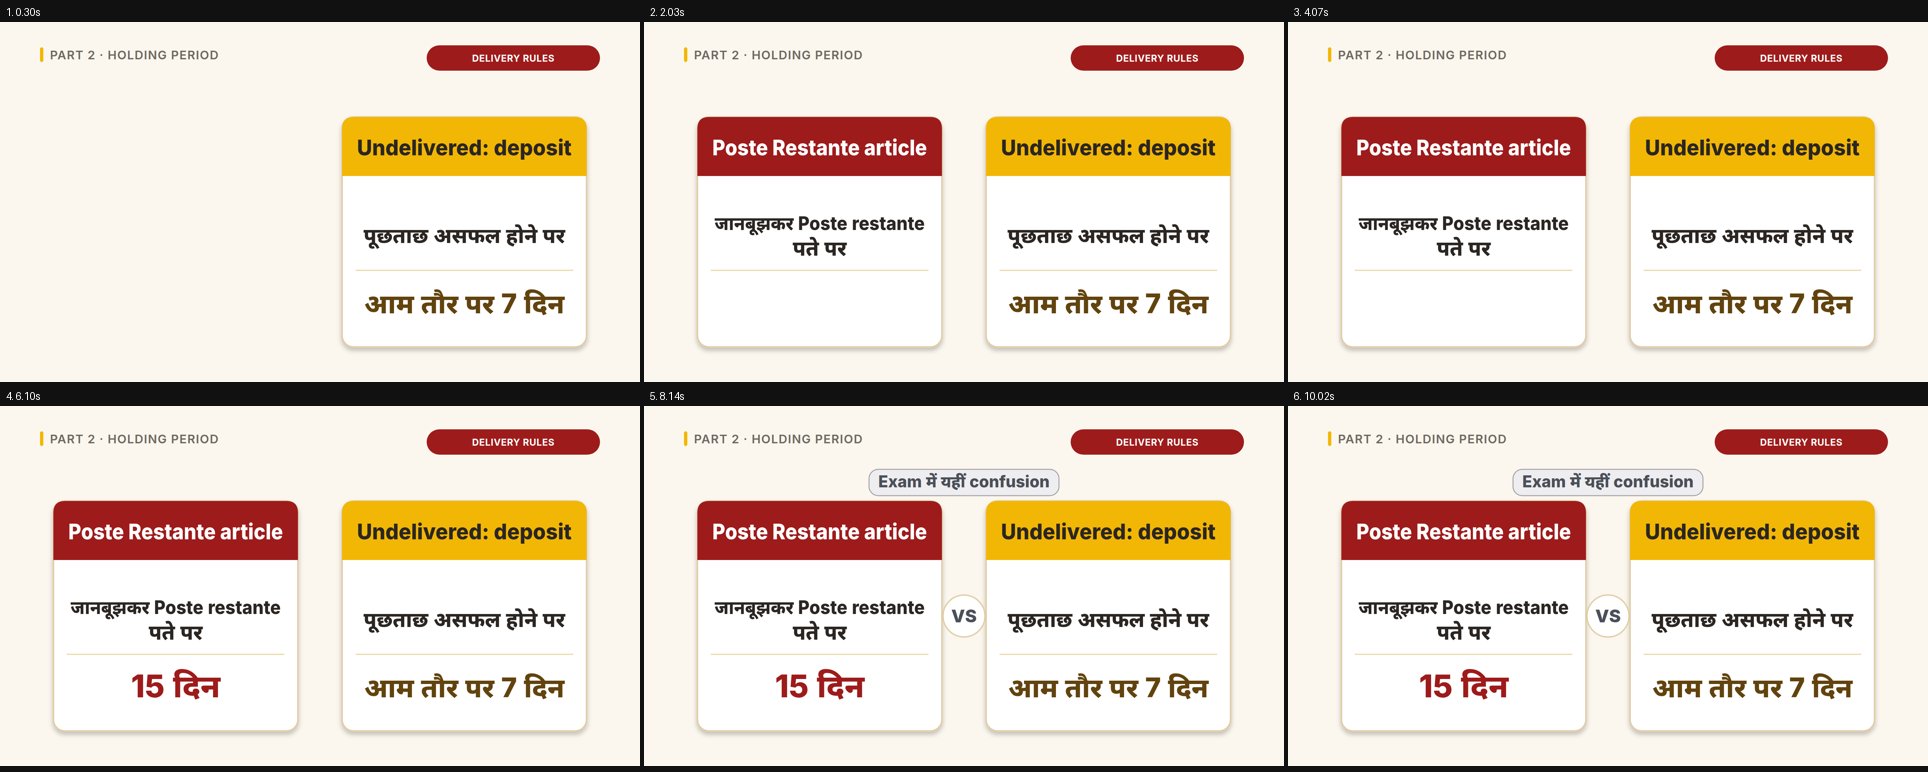 1. 0.30s
PART 2 · HOLDING PERIOD
DELIVERY RULES
Undelivered: deposit
पूछताछ असफल होने पर
आम तौर पर 7 दिन
2. 2.03s
PART 2 · HOLDING PERIOD
DELIVERY RULES
Poste Restante article
जानबूझकर Poste restante
पते पर
Undelivered: deposit
पूछताछ असफल होने पर
आम तौर पर 7 दिन
3. 4.07s
PART 2 · HOLDING PERIOD
DELIVERY RULES
Poste Restante article
जानबूझकर Poste restante
पते पर
Undelivered: deposit
पूछताछ असफल होने पर
आम तौर पर 7 दिन
4. 6.10s
PART 2 · HOLDING PERIOD
DELIVERY RULES
Poste Restante article
जानबूझकर Poste restante
पते पर
15 दिन
Undelivered: deposit
पूछताछ असफल होने पर
आम तौर पर 7 दिन
5. 8.14s
PART 2 · HOLDING PERIOD
DELIVERY RULES
Exam में यहीं confusion
Poste Restante article
जानबूझकर Poste restante
पते पर
15 दिन
VS
Undelivered: deposit
पूछताछ असफल होने पर
आम तौर पर 7 दिन
6. 10.02s
PART 2 · HOLDING PERIOD
DELIVERY RULES
Exam में यहीं confusion
Poste Restante article
जानबूझकर Poste restante
पते पर
15 दिन
VS
Undelivered: deposit
पूछताछ असफल होने पर
आम तौर पर 7 दिन